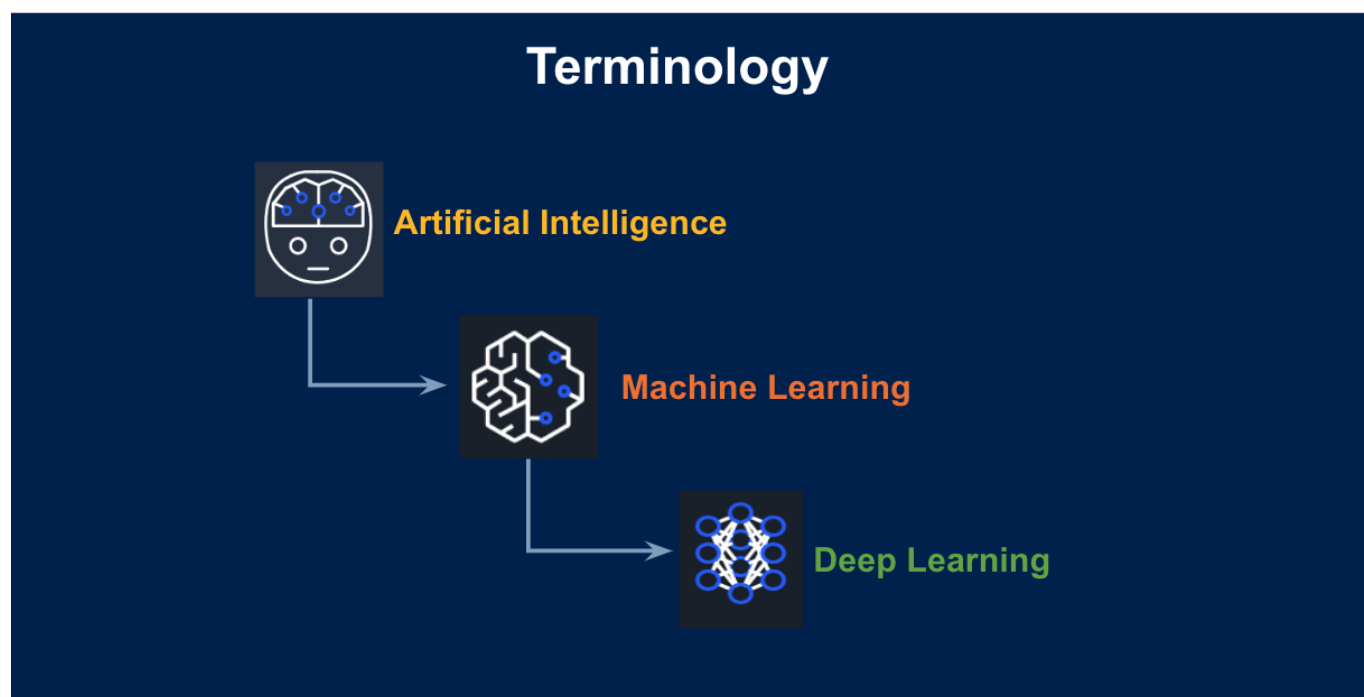 Terminology
Artificial Intelligence
Machine Learning
Deep Learning